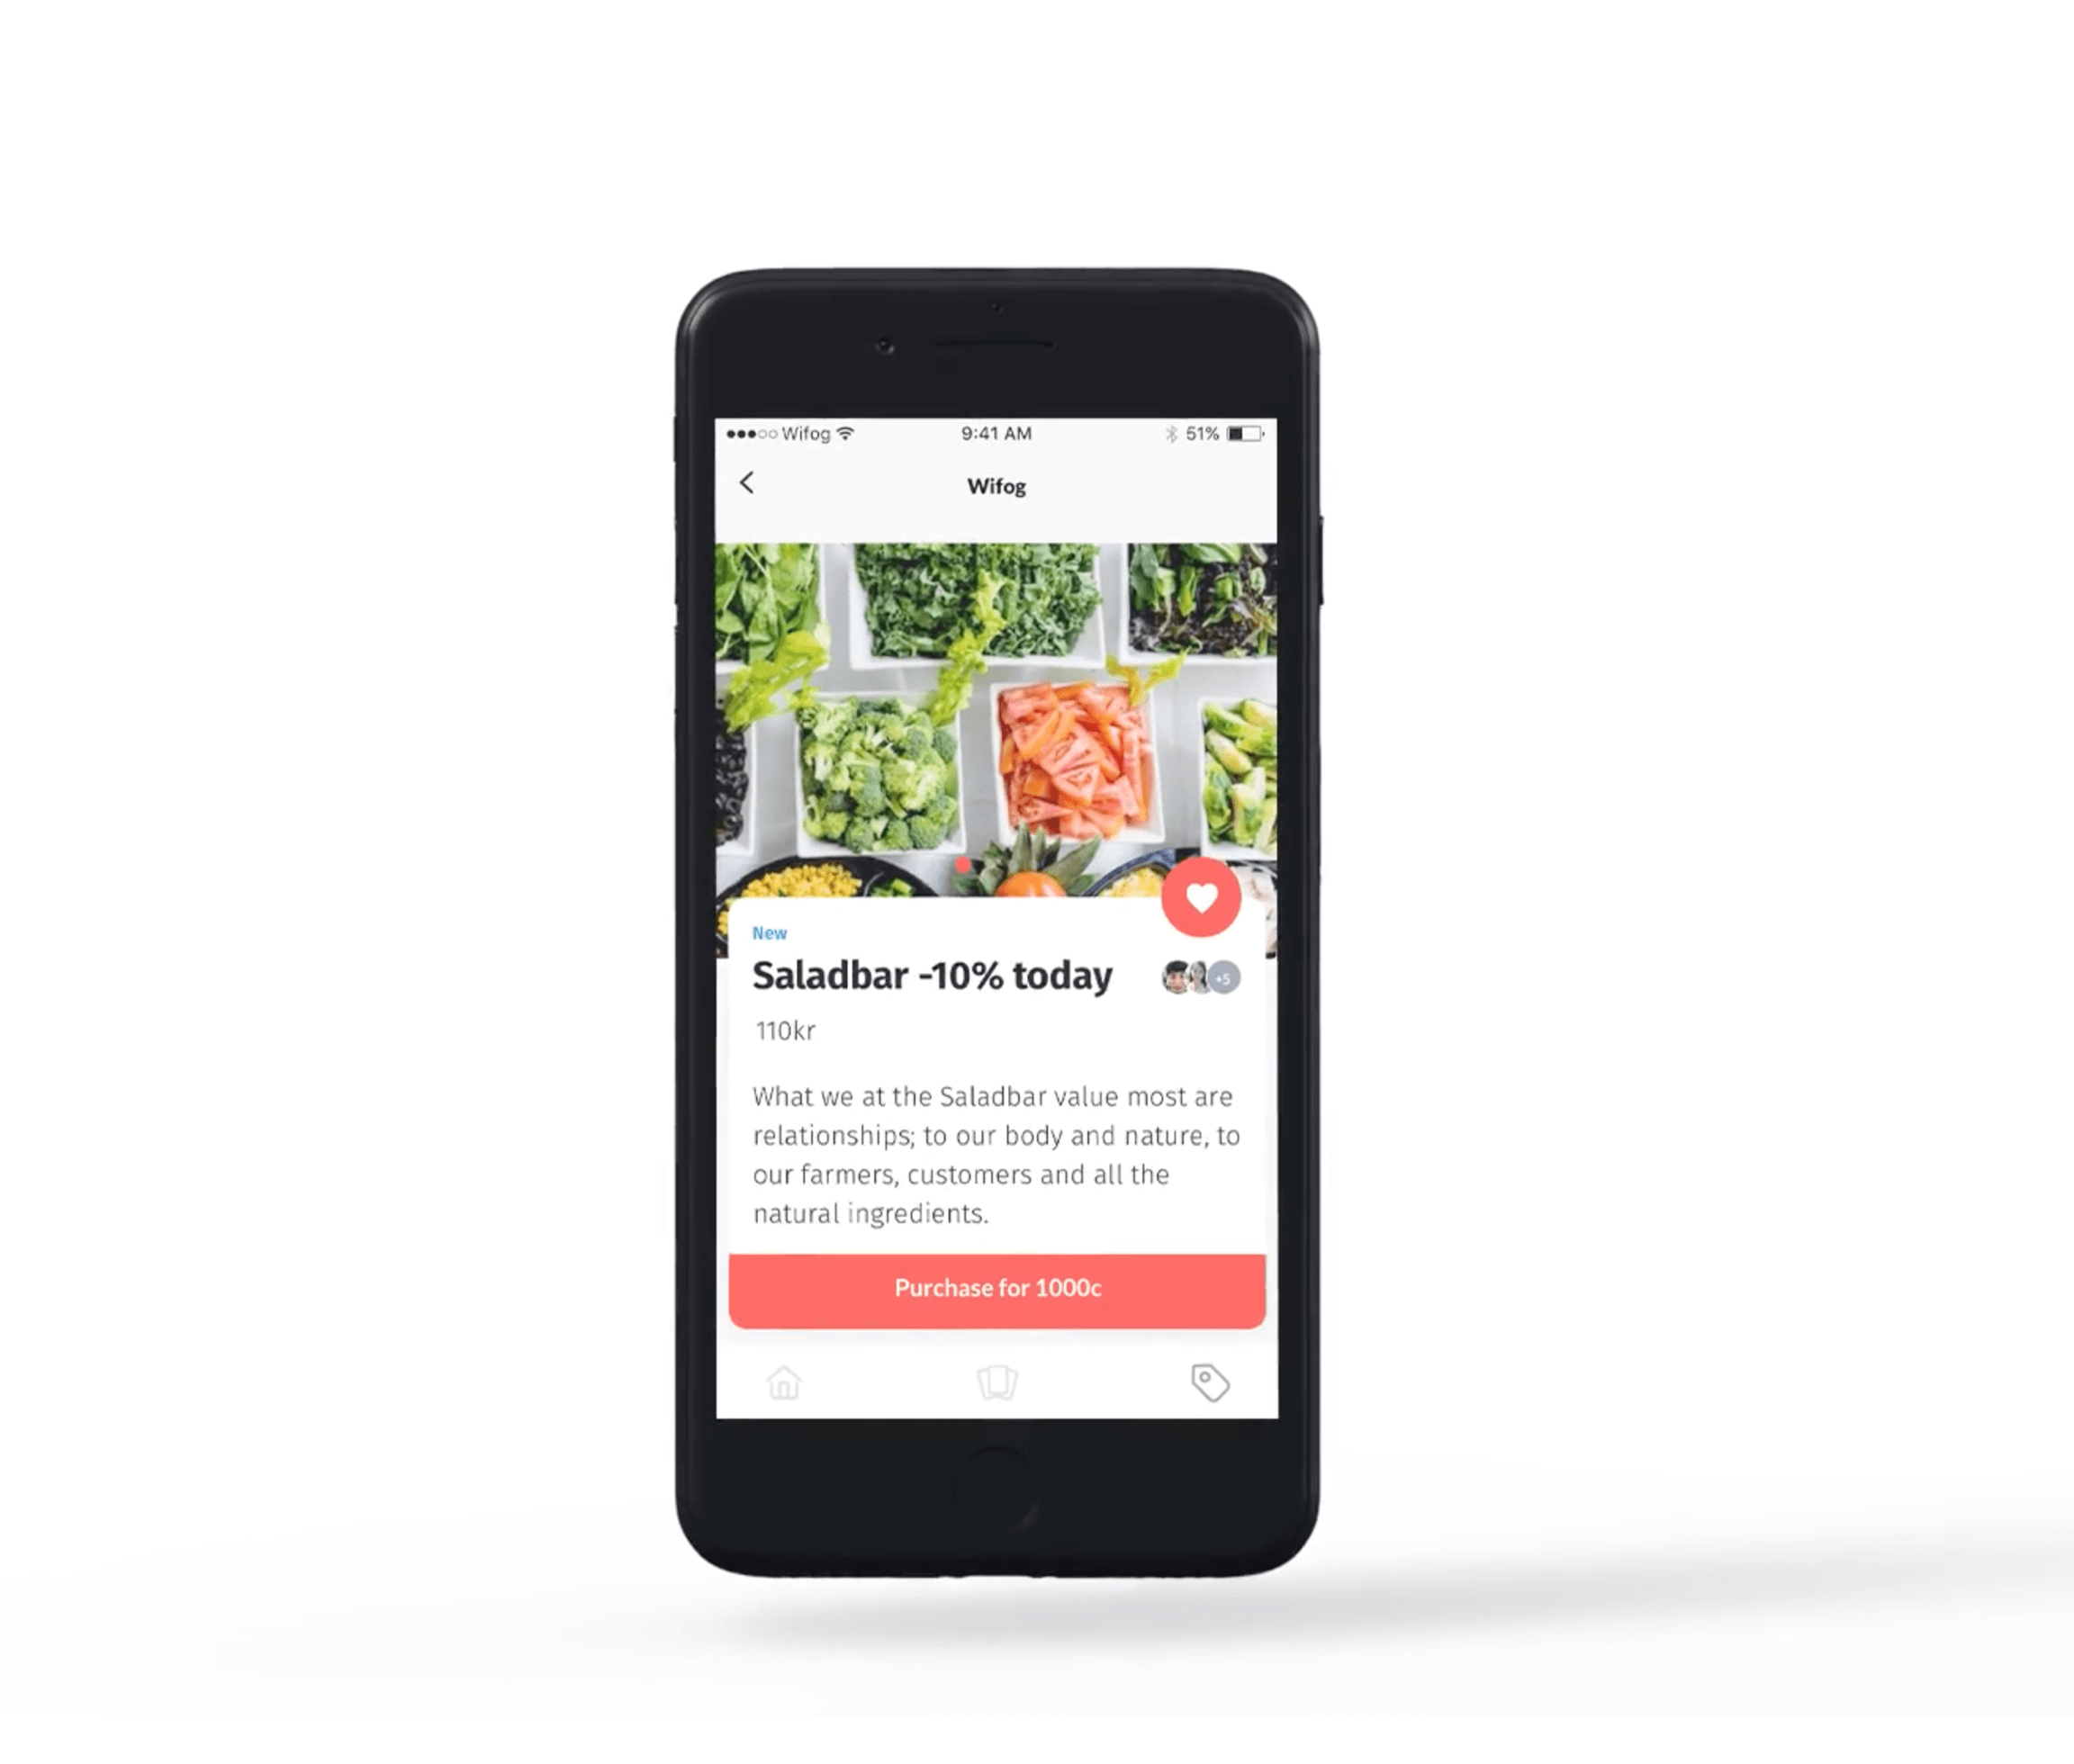 Wifog 9:41 AM 51%
Wifog
New
Saladbar -10% today
+5
110kr
What we at the Saladbar value most are
relationships; to our body and nature, to
our farmers, customers and all the
natural ingredients.
Purchase for 1000c